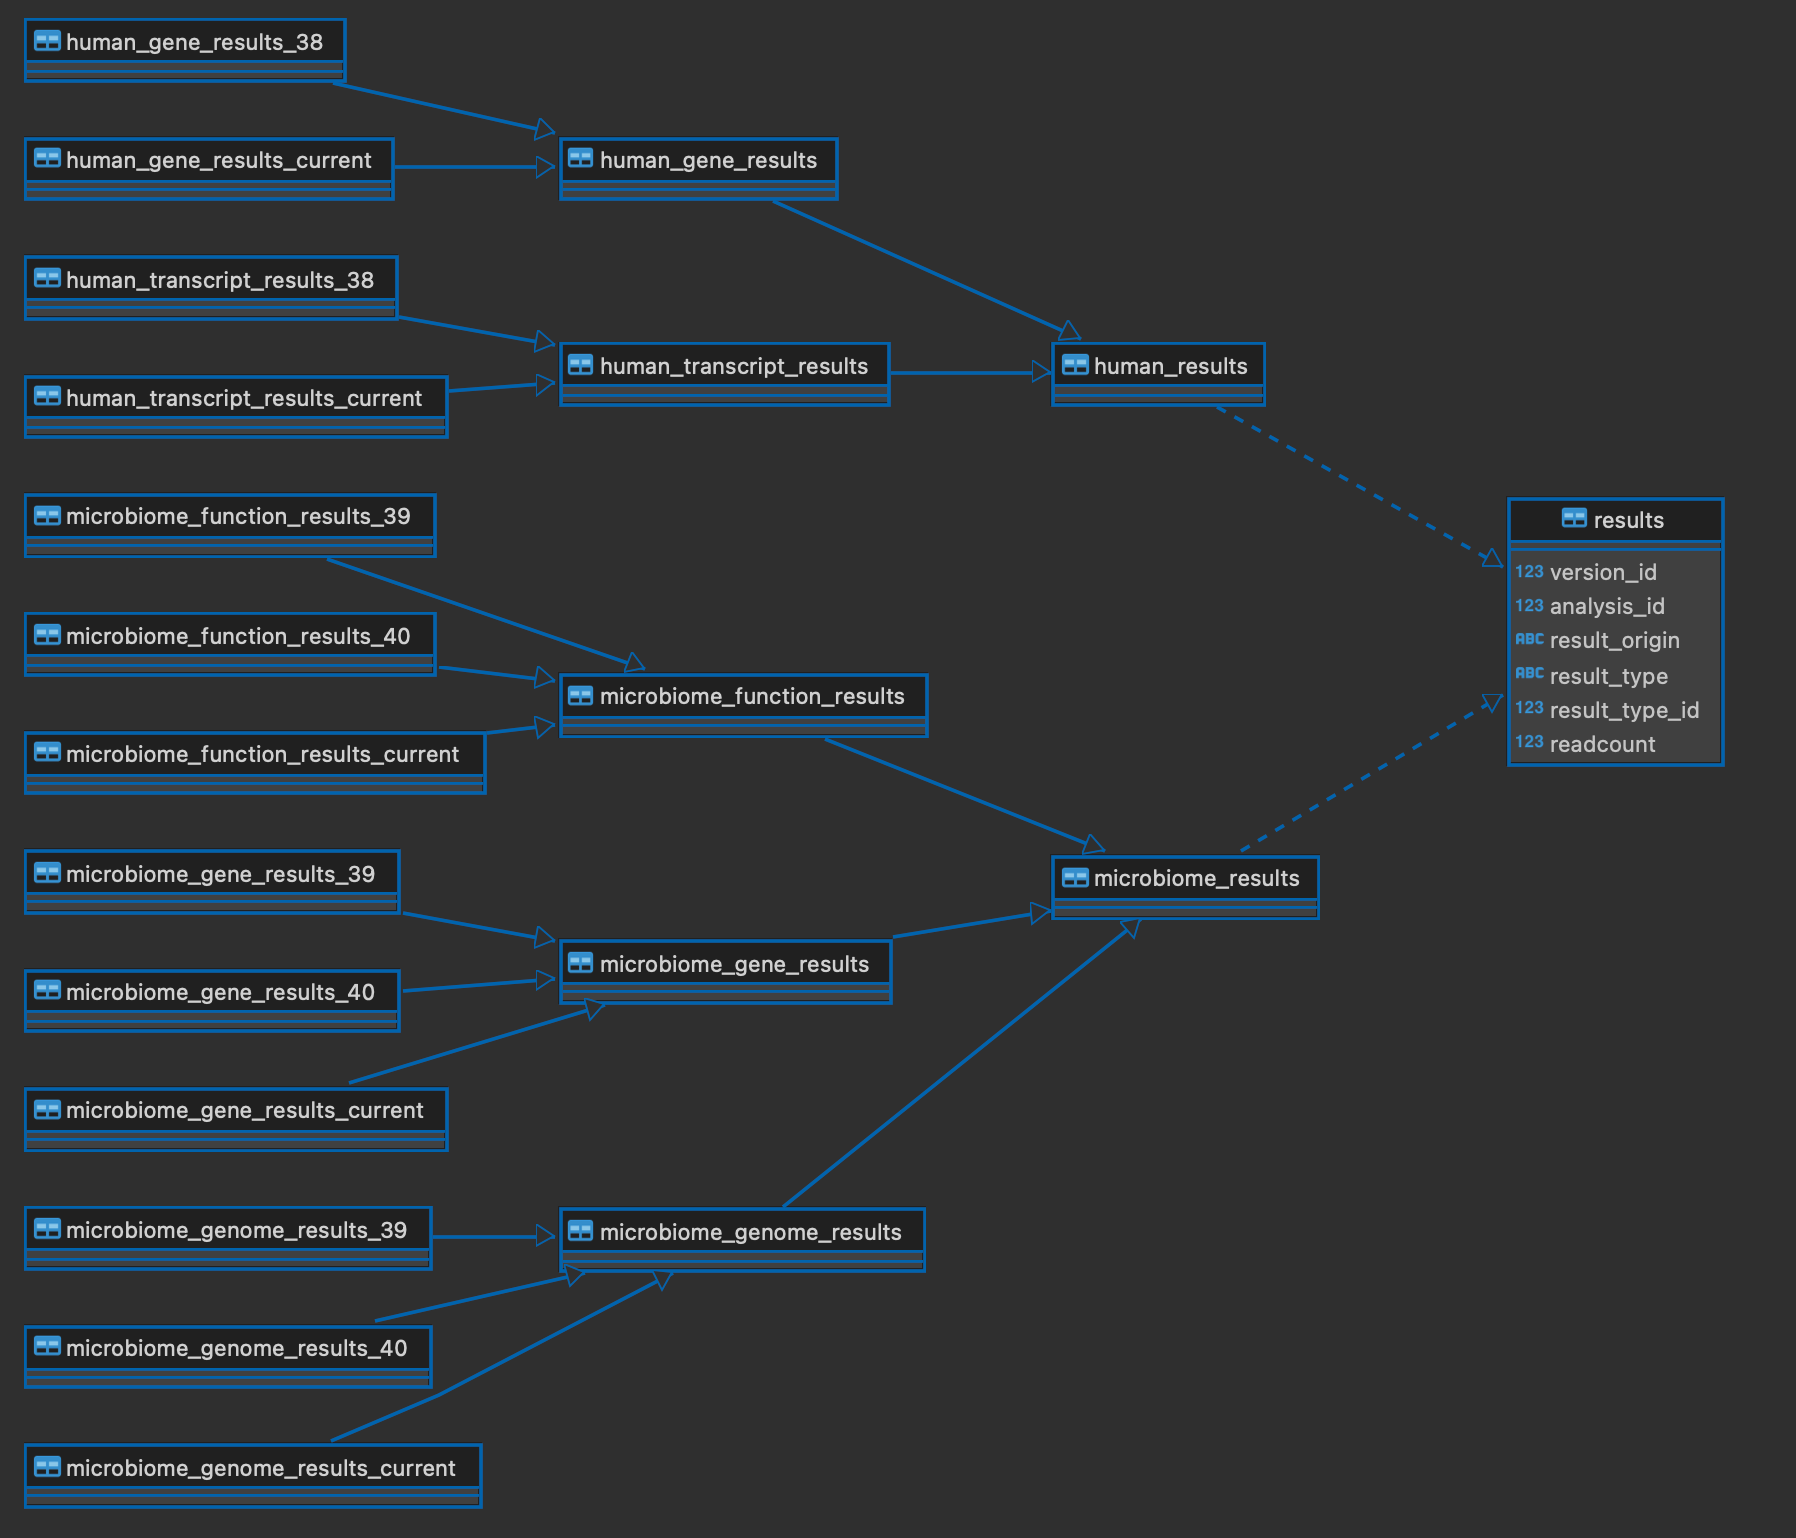 human_gene_results_38
human_gene_results_current
human_gene_results
human_transcript_results_38
human_transcript_results_current
human_transcript_results
human_results
microbiome_function_results_39
microbiome_function_results_40
microbiome_function_results_current
microbiome_function_results
results
123 version_id
123 analysis_id
ABC result_origin
ABC result_type
123 result_type_id
123 readcount
microbiome_gene_results_39
microbiome_gene_results_40
microbiome_gene_results_current
microbiome_gene_results
microbiome_results
microbiome_genome_results_39
microbiome_genome_results_40
microbiome_genome_results_current
microbiome_genome_results